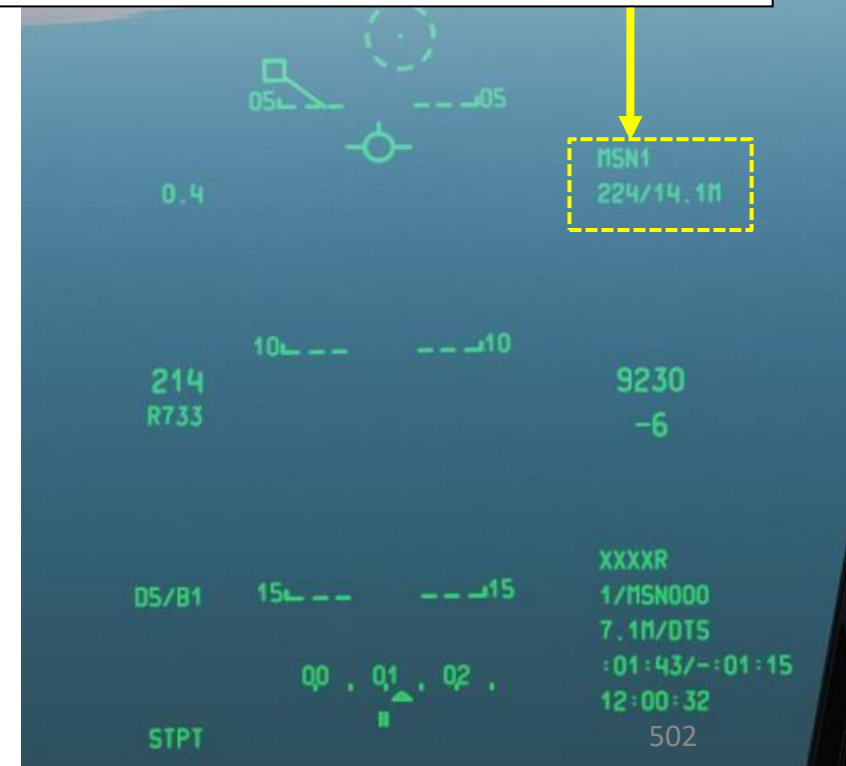 05 05
MSN1
0.4 224/14.1M
10 10
214 9230
R733 -6
XXXXR
D5/B1 15 15 1/MSN000
7.1M/DTS
00 . 01 . 02 . :01:43/-:01:15
12:00:32
STPT 502